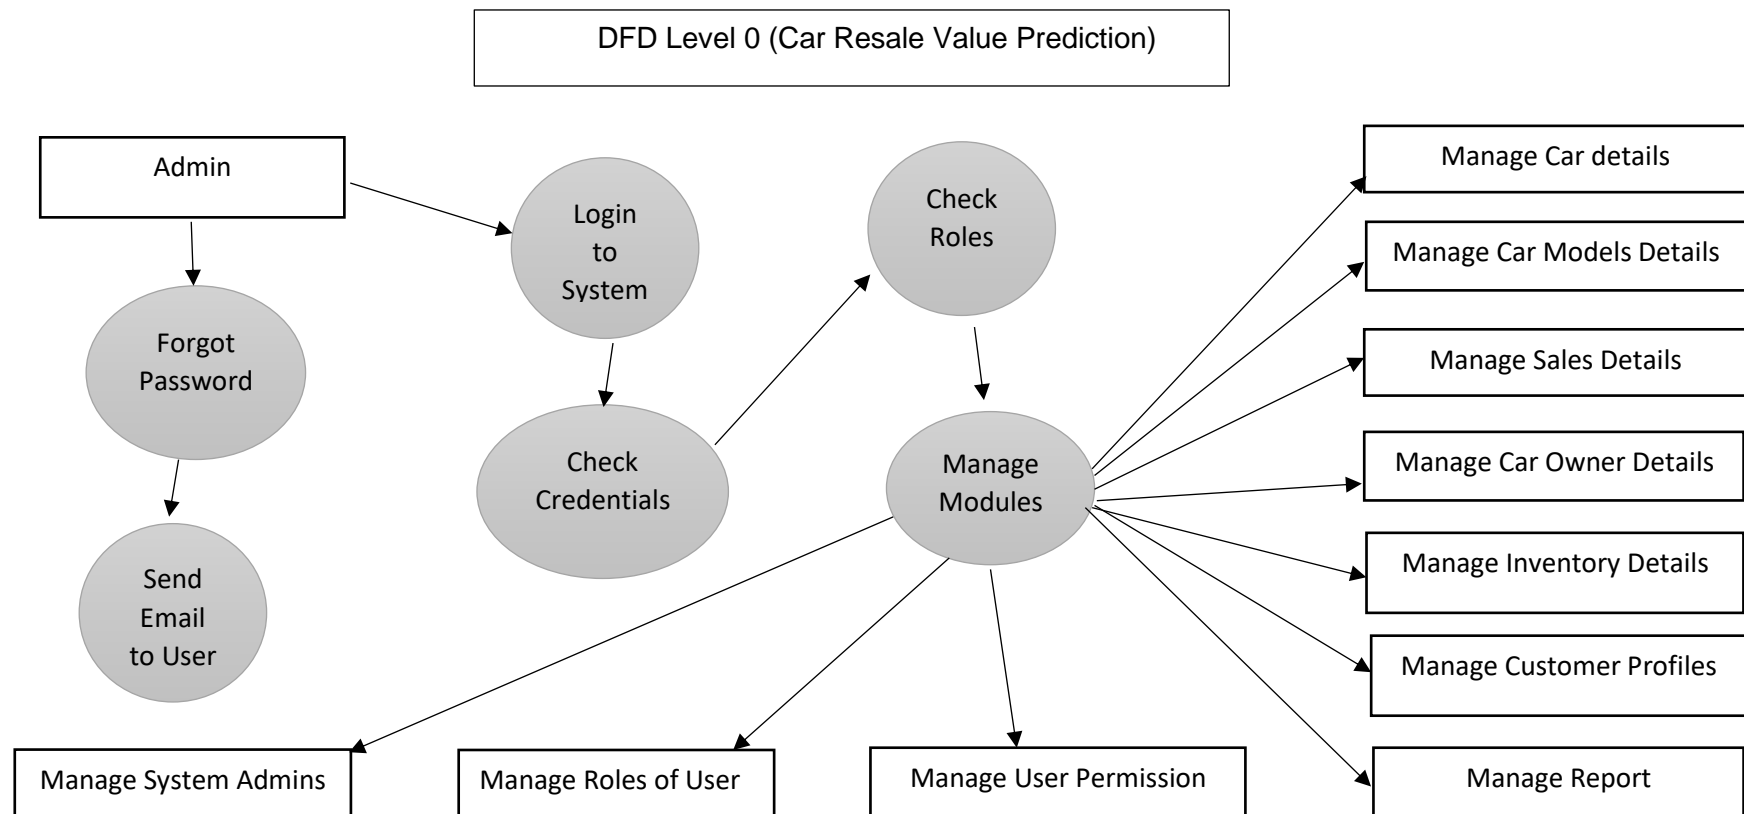 DFD Level 0 (Car Resale Value Prediction)
Admin
Login
to
System
Check
Roles
Manage Car details
Manage Car Models Details
Forgot
Password
Manage Sales Details
Check
Credentials
Manage
Modules
Manage Car Owner Details
Manage Inventory Details
Send
Email
to User
Manage Customer Profiles
Manage System Admins
Manage Roles of User
Manage User Permission
Manage Report